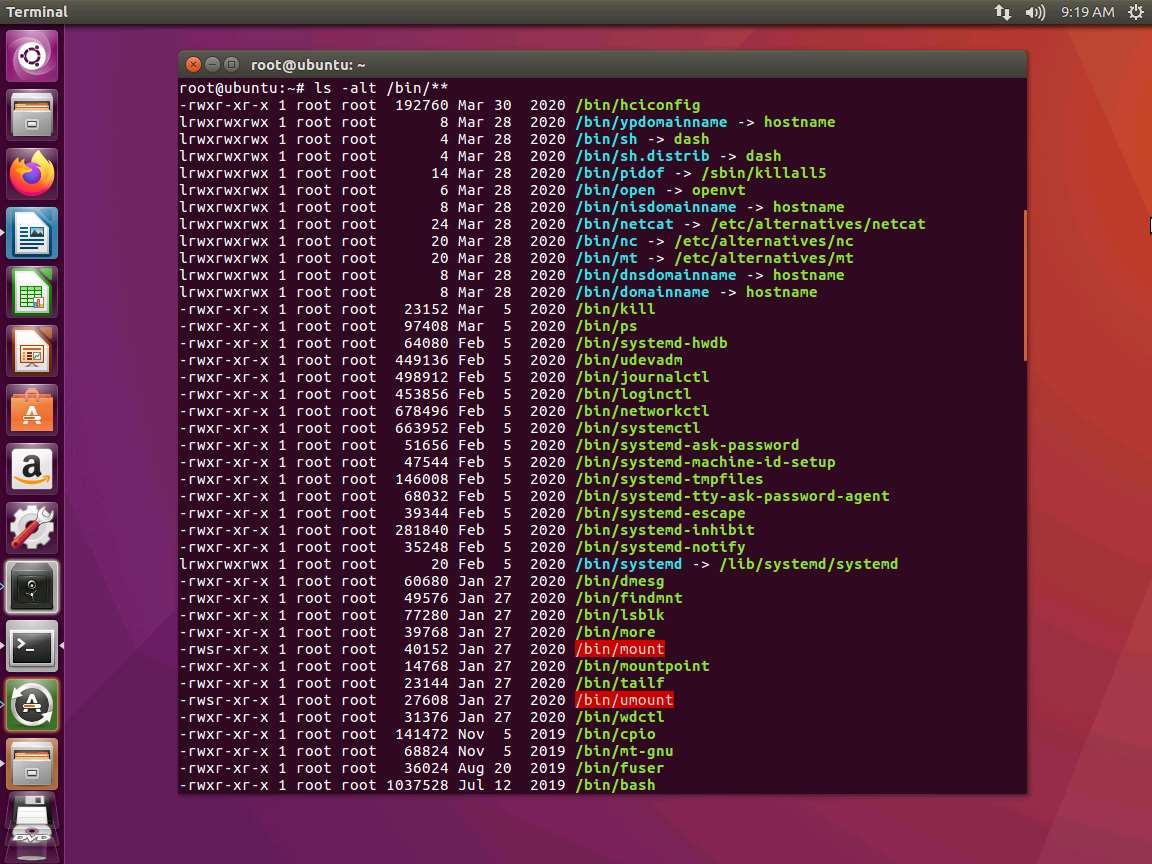 Terminal
9:19 AM
root@ubuntu: ~
root@ubuntu:~# ls -alt /bin/**
-rwxr-xr-x 1 root root  192760 Mar 30  2020 /bin/hciconfig
lrwxrwxrwx 1 root root       8 Mar 28  2020 /bin/ypdomainname -> hostname
lrwxrwxrwx 1 root root       4 Mar 28  2020 /bin/sh -> dash
lrwxrwxrwx 1 root root       4 Mar 28  2020 /bin/sh.distrib -> dash
lrwxrwxrwx 1 root root      14 Mar 28  2020 /bin/pidof -> /sbin/killall5
lrwxrwxrwx 1 root root       6 Mar 28  2020 /bin/open -> openvt
lrwxrwxrwx 1 root root       8 Mar 28  2020 /bin/nisdomainname -> hostname
lrwxrwxrwx 1 root root      24 Mar 28  2020 /bin/netcat -> /etc/alternatives/netcat
lrwxrwxrwx 1 root root      20 Mar 28  2020 /bin/nc -> /etc/alternatives/nc
lrwxrwxrwx 1 root root      20 Mar 28  2020 /bin/mt -> /etc/alternatives/mt
lrwxrwxrwx 1 root root       8 Mar 28  2020 /bin/dnsdomainname -> hostname
lrwxrwxrwx 1 root root       8 Mar 28  2020 /bin/domainname -> hostname
-rwxr-xr-x 1 root root   23152 Mar  5  2020 /bin/kill
-rwxr-xr-x 1 root root   97408 Mar  5  2020 /bin/ps
-rwxr-xr-x 1 root root   64080 Feb  5  2020 /bin/systemd-hwdb
-rwxr-xr-x 1 root root  449136 Feb  5  2020 /bin/udevadm
-rwxr-xr-x 1 root root  498912 Feb  5  2020 /bin/journalctl
-rwxr-xr-x 1 root root  453856 Feb  5  2020 /bin/loginctl
-rwxr-xr-x 1 root root  678496 Feb  5  2020 /bin/networkctl
-rwxr-xr-x 1 root root  663952 Feb  5  2020 /bin/systemctl
-rwxr-xr-x 1 root root   51656 Feb  5  2020 /bin/systemd-ask-password
-rwxr-xr-x 1 root root   47544 Feb  5  2020 /bin/systemd-machine-id-setup
-rwxr-xr-x 1 root root  146008 Feb  5  2020 /bin/systemd-tmpfiles
-rwxr-xr-x 1 root root   68032 Feb  5  2020 /bin/systemd-tty-ask-password-agent
-rwxr-xr-x 1 root root   39344 Feb  5  2020 /bin/systemd-escape
-rwxr-xr-x 1 root root  281840 Feb  5  2020 /bin/systemd-inhibit
-rwxr-xr-x 1 root root   35248 Feb  5  2020 /bin/systemd-notify
lrwxrwxrwx 1 root root      20 Feb  5  2020 /bin/systemd -> /lib/systemd/systemd
-rwxr-xr-x 1 root root   60680 Jan 27  2020 /bin/dmesg
-rwxr-xr-x 1 root root   49576 Jan 27  2020 /bin/findmnt
-rwxr-xr-x 1 root root   77280 Jan 27  2020 /bin/lsblk
-rwxr-xr-x 1 root root   39768 Jan 27  2020 /bin/more
-rwsr-xr-x 1 root root   40152 Jan 27  2020 /bin/mount
-rwxr-xr-x 1 root root   14768 Jan 27  2020 /bin/mountpoint
-rwxr-xr-x 1 root root   23144 Jan 27  2020 /bin/tailf
-rwsr-xr-x 1 root root   27608 Jan 27  2020 /bin/umount
-rwxr-xr-x 1 root root   31376 Jan 27  2020 /bin/wdctl
-rwxr-xr-x 1 root root  141472 Nov  5  2019 /bin/cpio
-rwxr-xr-x 1 root root   68824 Nov  5  2019 /bin/mt-gnu
-rwxr-xr-x 1 root root   36024 Aug 20  2019 /bin/fuser
-rwxr-xr-x 1 root root 1037528 Jul 12  2019 /bin/bash
DVD